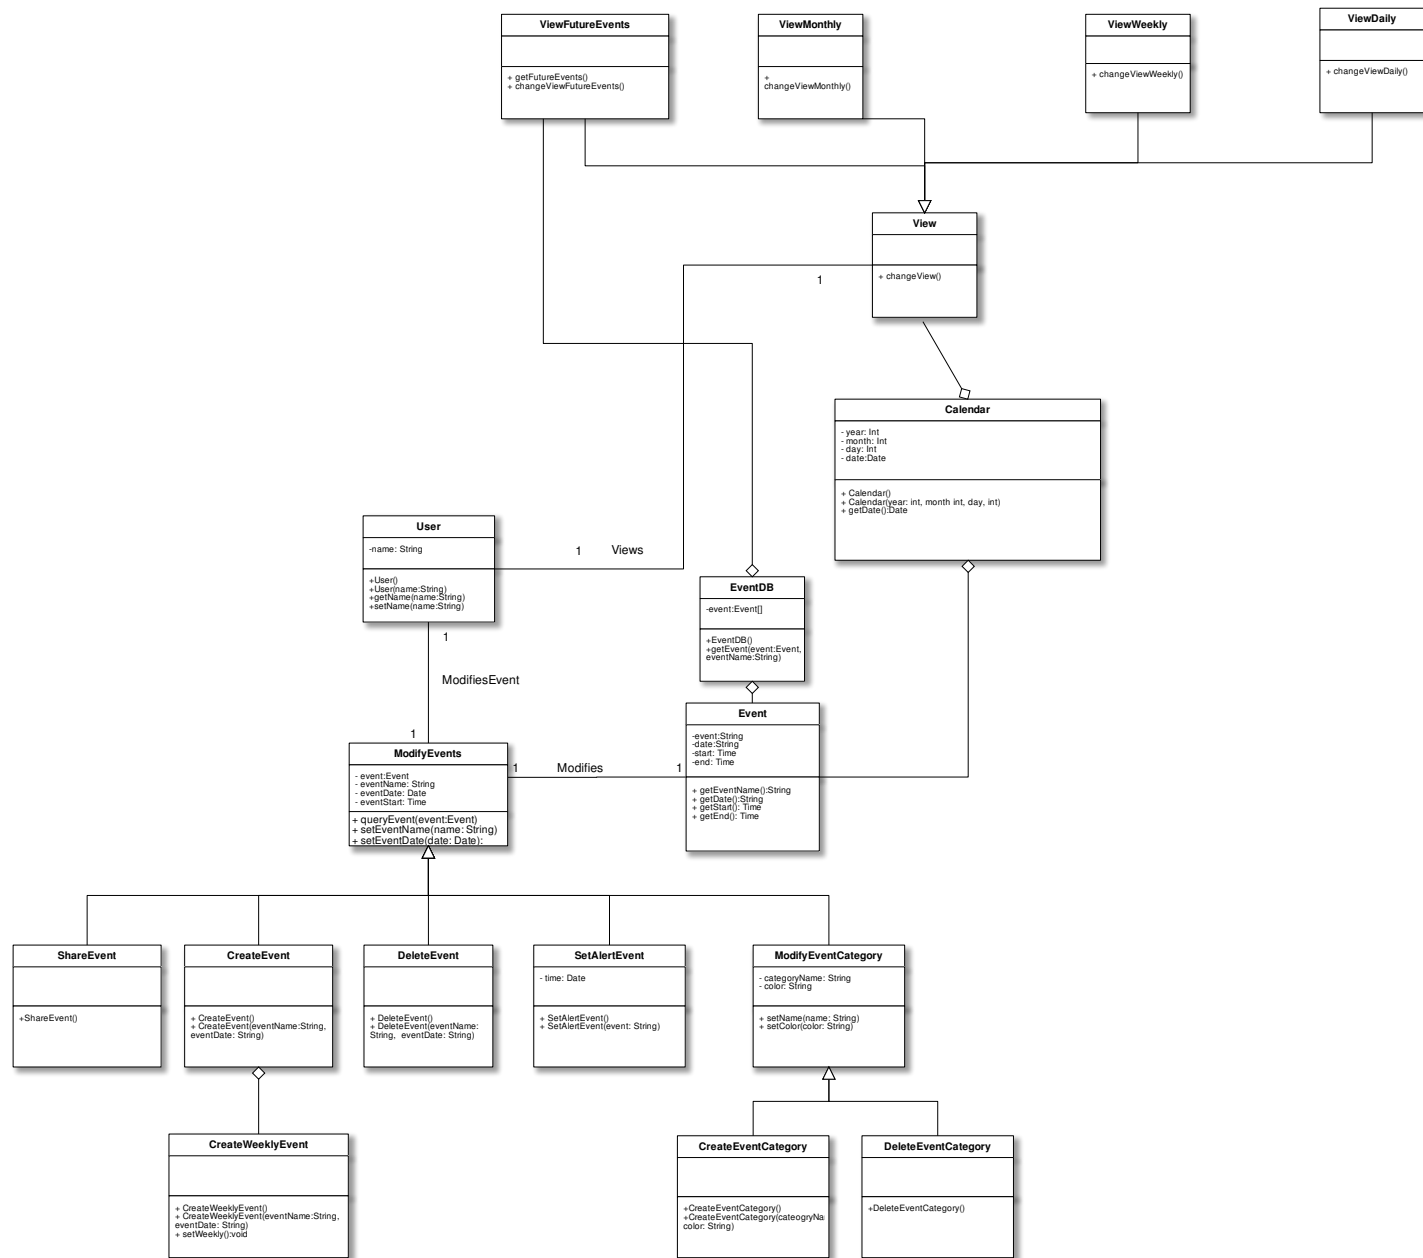 ViewFutureEvents
+ getFutureEvents()
+ changeViewFutureEvents()
ViewMonthly
+
changeViewMonthly()
ViewWeekly
+ changeViewWeekly()
ViewDaily
+ changeViewDaily()
View
+ changeView()
1
Calendar
- year: Int
- month: Int
- day: Int
- date:Date
+ Calendar()
+ Calendar(year: int, month int, day, int)
+ getDate():Date
User
-name: String
+User()
+User(name:String)
+getName(name:String)
+setName(name:String)
1 Views
EventDB
-event:Event[]
+EventDB()
+getEvent(event:Event,
eventName:String)
1
ModifiesEvent
1
ModifyEvents
- event:Event
- eventName: String
- eventDate: Date
- eventStart: Time
+ queryEvent(event:Event)
+ setEventName(name: String)
+ setEventDate(date: Date):
1 Modifies 1
Event
-event:String
-date:String
-start: Time
-end: Time
+ getEventName():String
+ getDate():String
+ getStart(): Time
+ getEnd(): Time
ShareEvent
+ShareEvent()
CreateEvent
+ CreateEvent()
+ CreateEvent(eventName:String,
eventDate: String)
DeleteEvent
+ DeleteEvent()
+ DeleteEvent(eventName:
String, eventDate: String)
SetAlertEvent
- time: Date
+ SetAlertEvent()
+ SetAlertEvent(event: String)
ModifyEventCategory
- categoryName: String
- color: String
+ setName(name: String)
+ setColor(color: String)
CreateWeeklyEvent
+ CreateWeeklyEvent()
+ CreateWeeklyEvent(eventName:String,
eventDate: String)
+ setWeekly():void
CreateEventCategory
+CreateEventCategory()
+CreateEventCategory(cateogryNa
color: String)
DeleteEventCategory
+DeleteEventCategory()